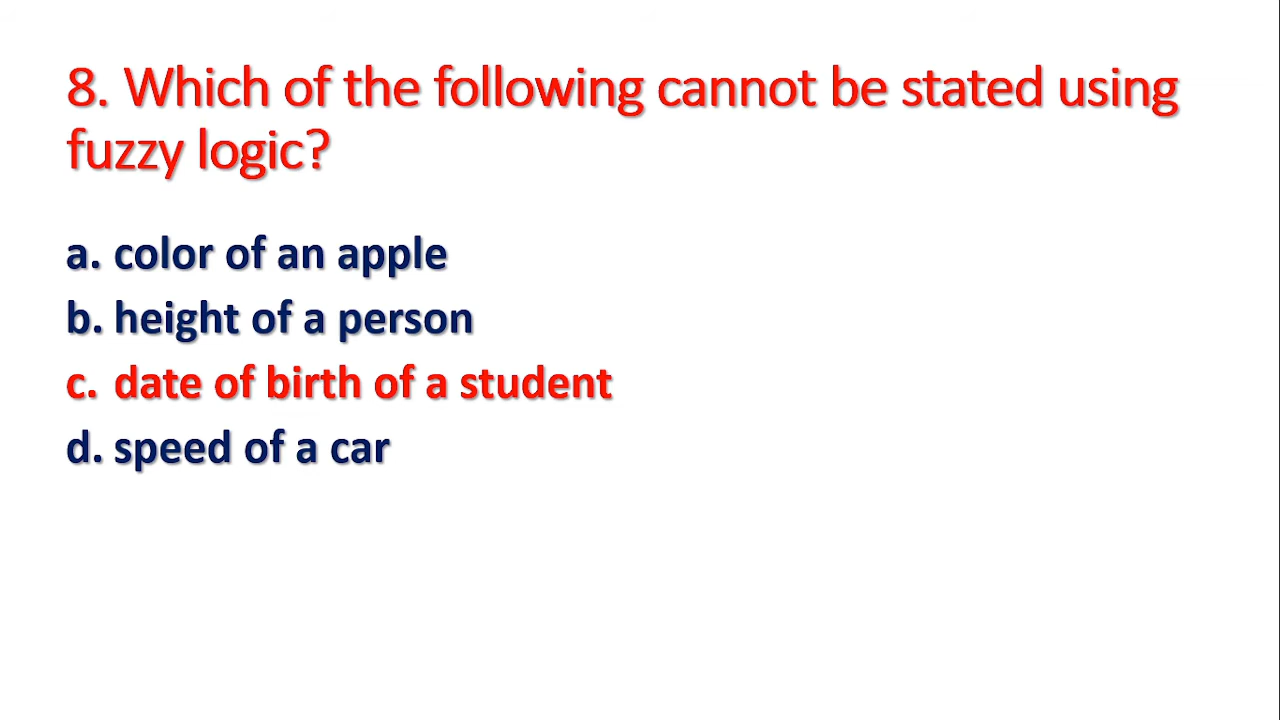 8. Which of the following cannot be stated using
fuzzy logic?
a. color of an apple
b. height of a person
c. date of birth of a student
d. speed of a car